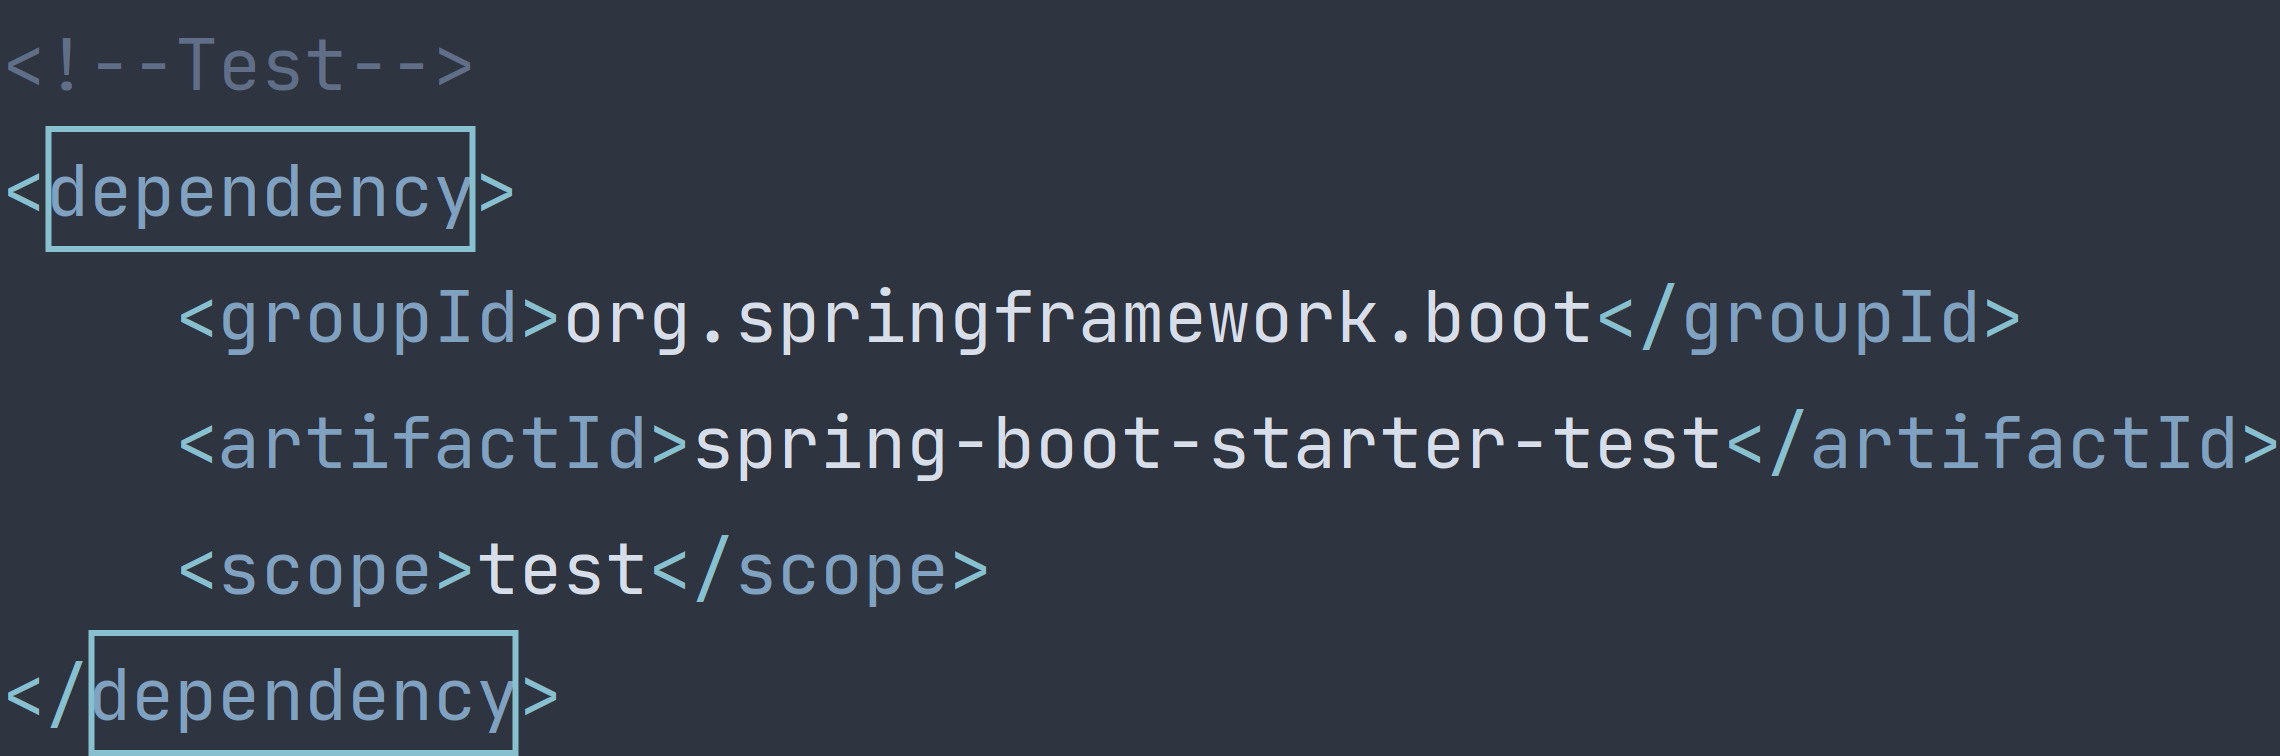 <!--Test-->
<dependency>
    <groupId>org.springframework.boot</groupId>
    <artifactId>spring-boot-starter-test</artifactId>
    <scope>test</scope>
</dependency>